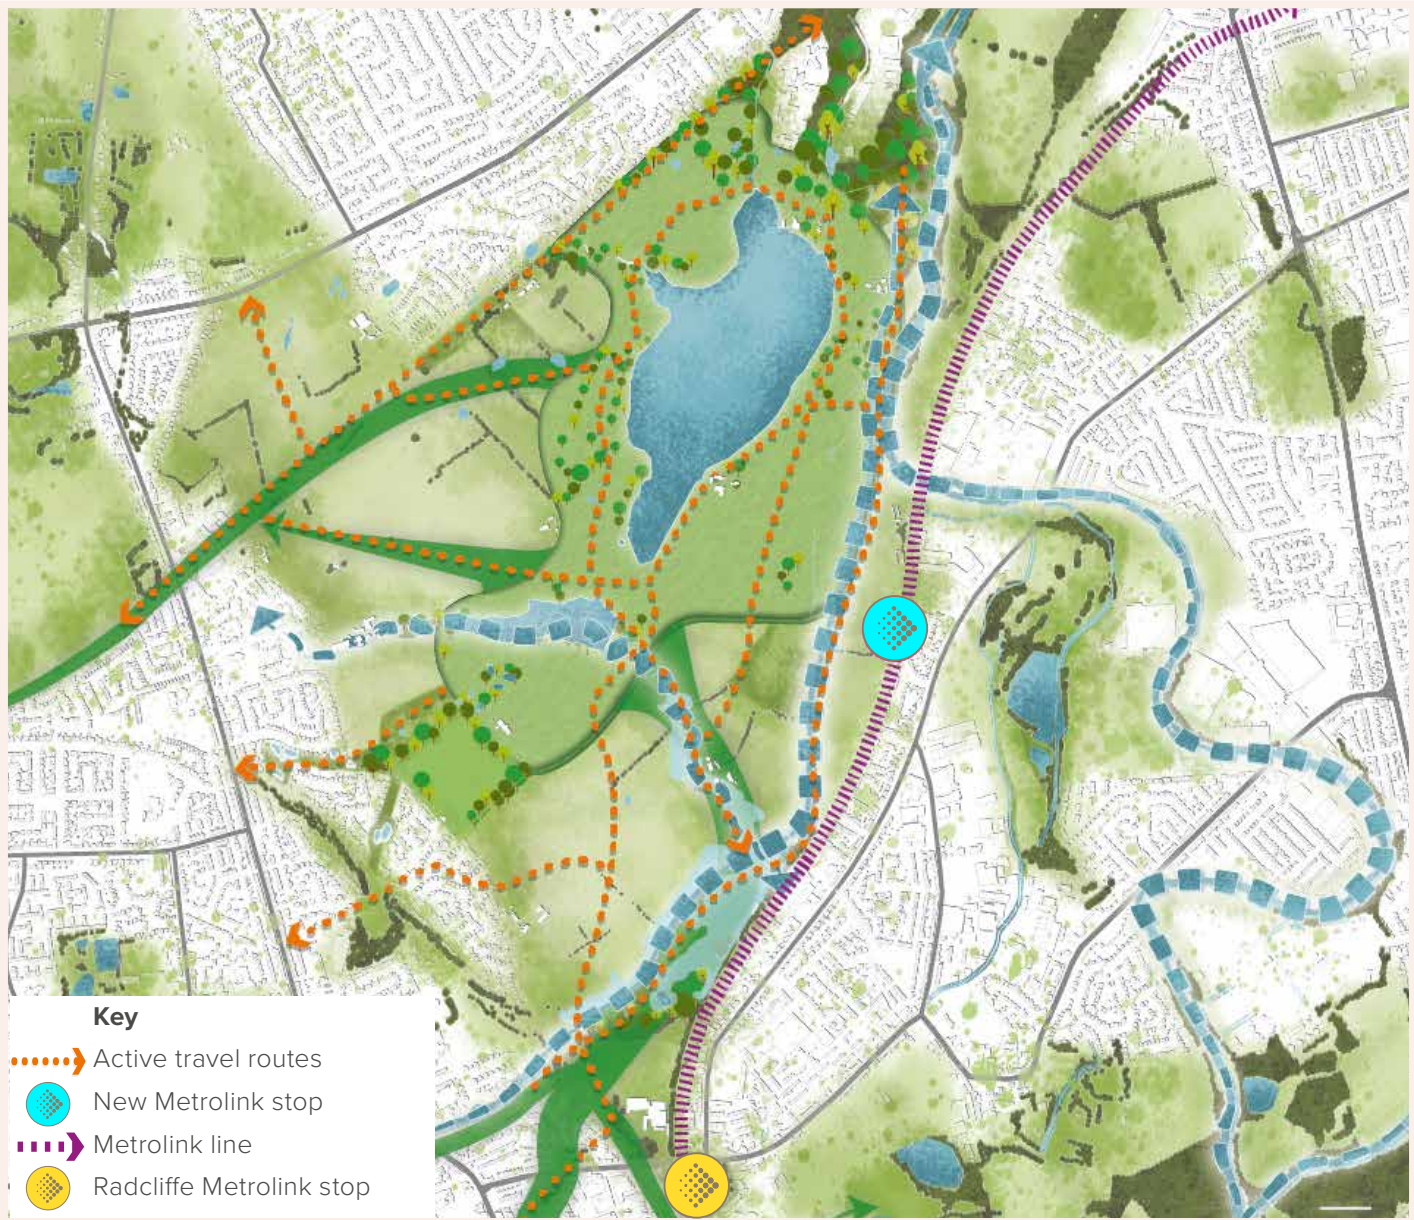 Key
Active travel routes
New Metrolink stop
Metrolink line
Radcliffe Metrolink stop